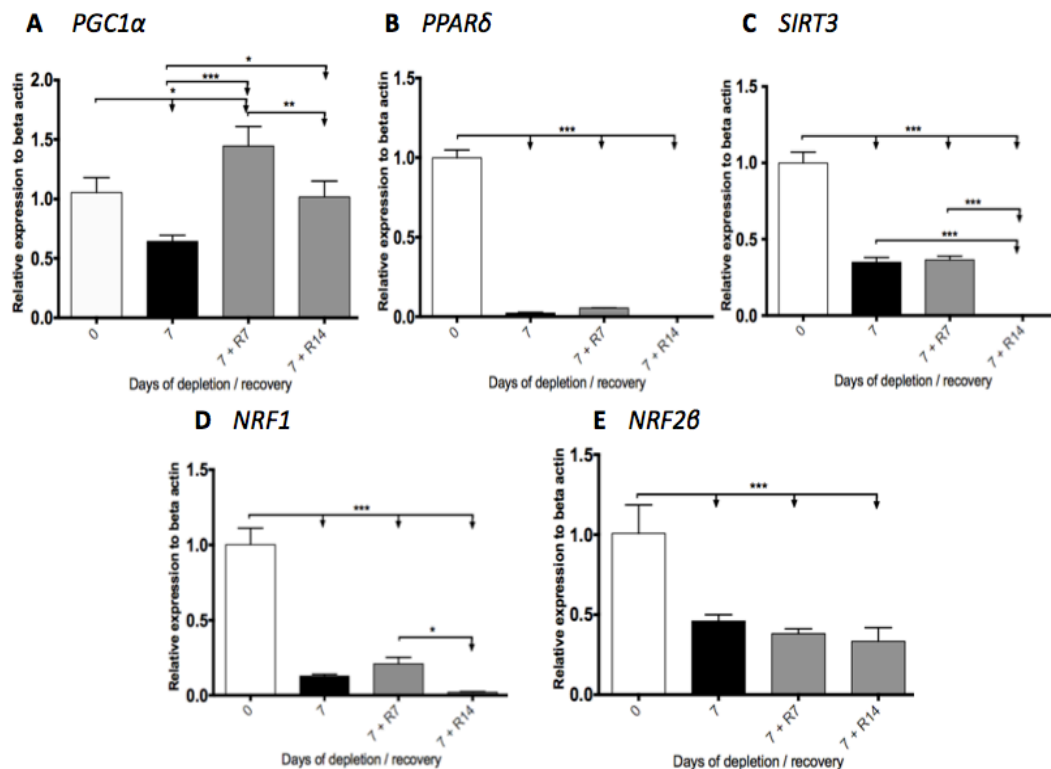 A PGC1α
Relative expression to beta actin
2.0
1.5
1.0
0.5
0.0
*
***
*
**
0
7
7 + R7
7 + R14
Days of depletion / recovery
B PPARδ
Relative expression to beta actin
1.5
1.0
0.5
0.0
***
0
7
7 + R7
7 + R14
Days of depletion / recovery
C SIRT3
Relative expression to beta actin
1.5
1.0
0.5
0.0
***
***
***
0
7
7 + R7
7 + R14
Days of depletion / recovery
D NRF1
Relative expression to beta actin
1.5
1.0
0.5
0.0
***
*
0
7
7 + R7
7 + R14
Days of depletion / recovery
E NRF2β
Relative expression to beta actin
1.5
1.0
0.5
0.0
***
0
7
7 + R7
7 + R14
Days of depletion / recovery